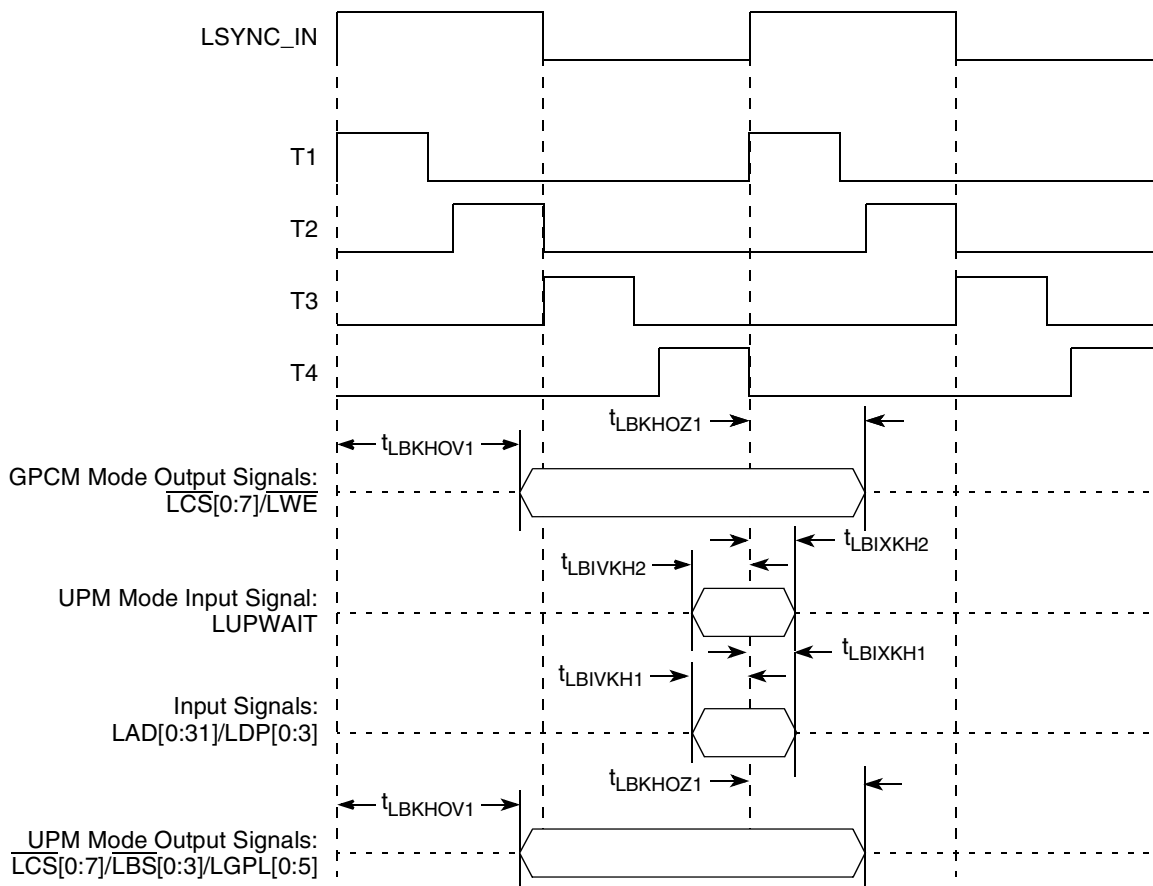 LSYNC_IN
T1
T2
T3
T4
tLBKHOZ1
tLBKHOV1
GPCM Mode Output Signals:
LCS[0:7]/LWE
tLBIXKH2
tLBIVKH2
UPM Mode Input Signal:
LUPWAIT
tLBIXKH1
tLBIVKH1
Input Signals:
LAD[0:31]/LDP[0:3]
tLBKHOZ1
tLBKHOV1
UPM Mode Output Signals:
LCS[0:7]/LBS[0:3]/LGPL[0:5]